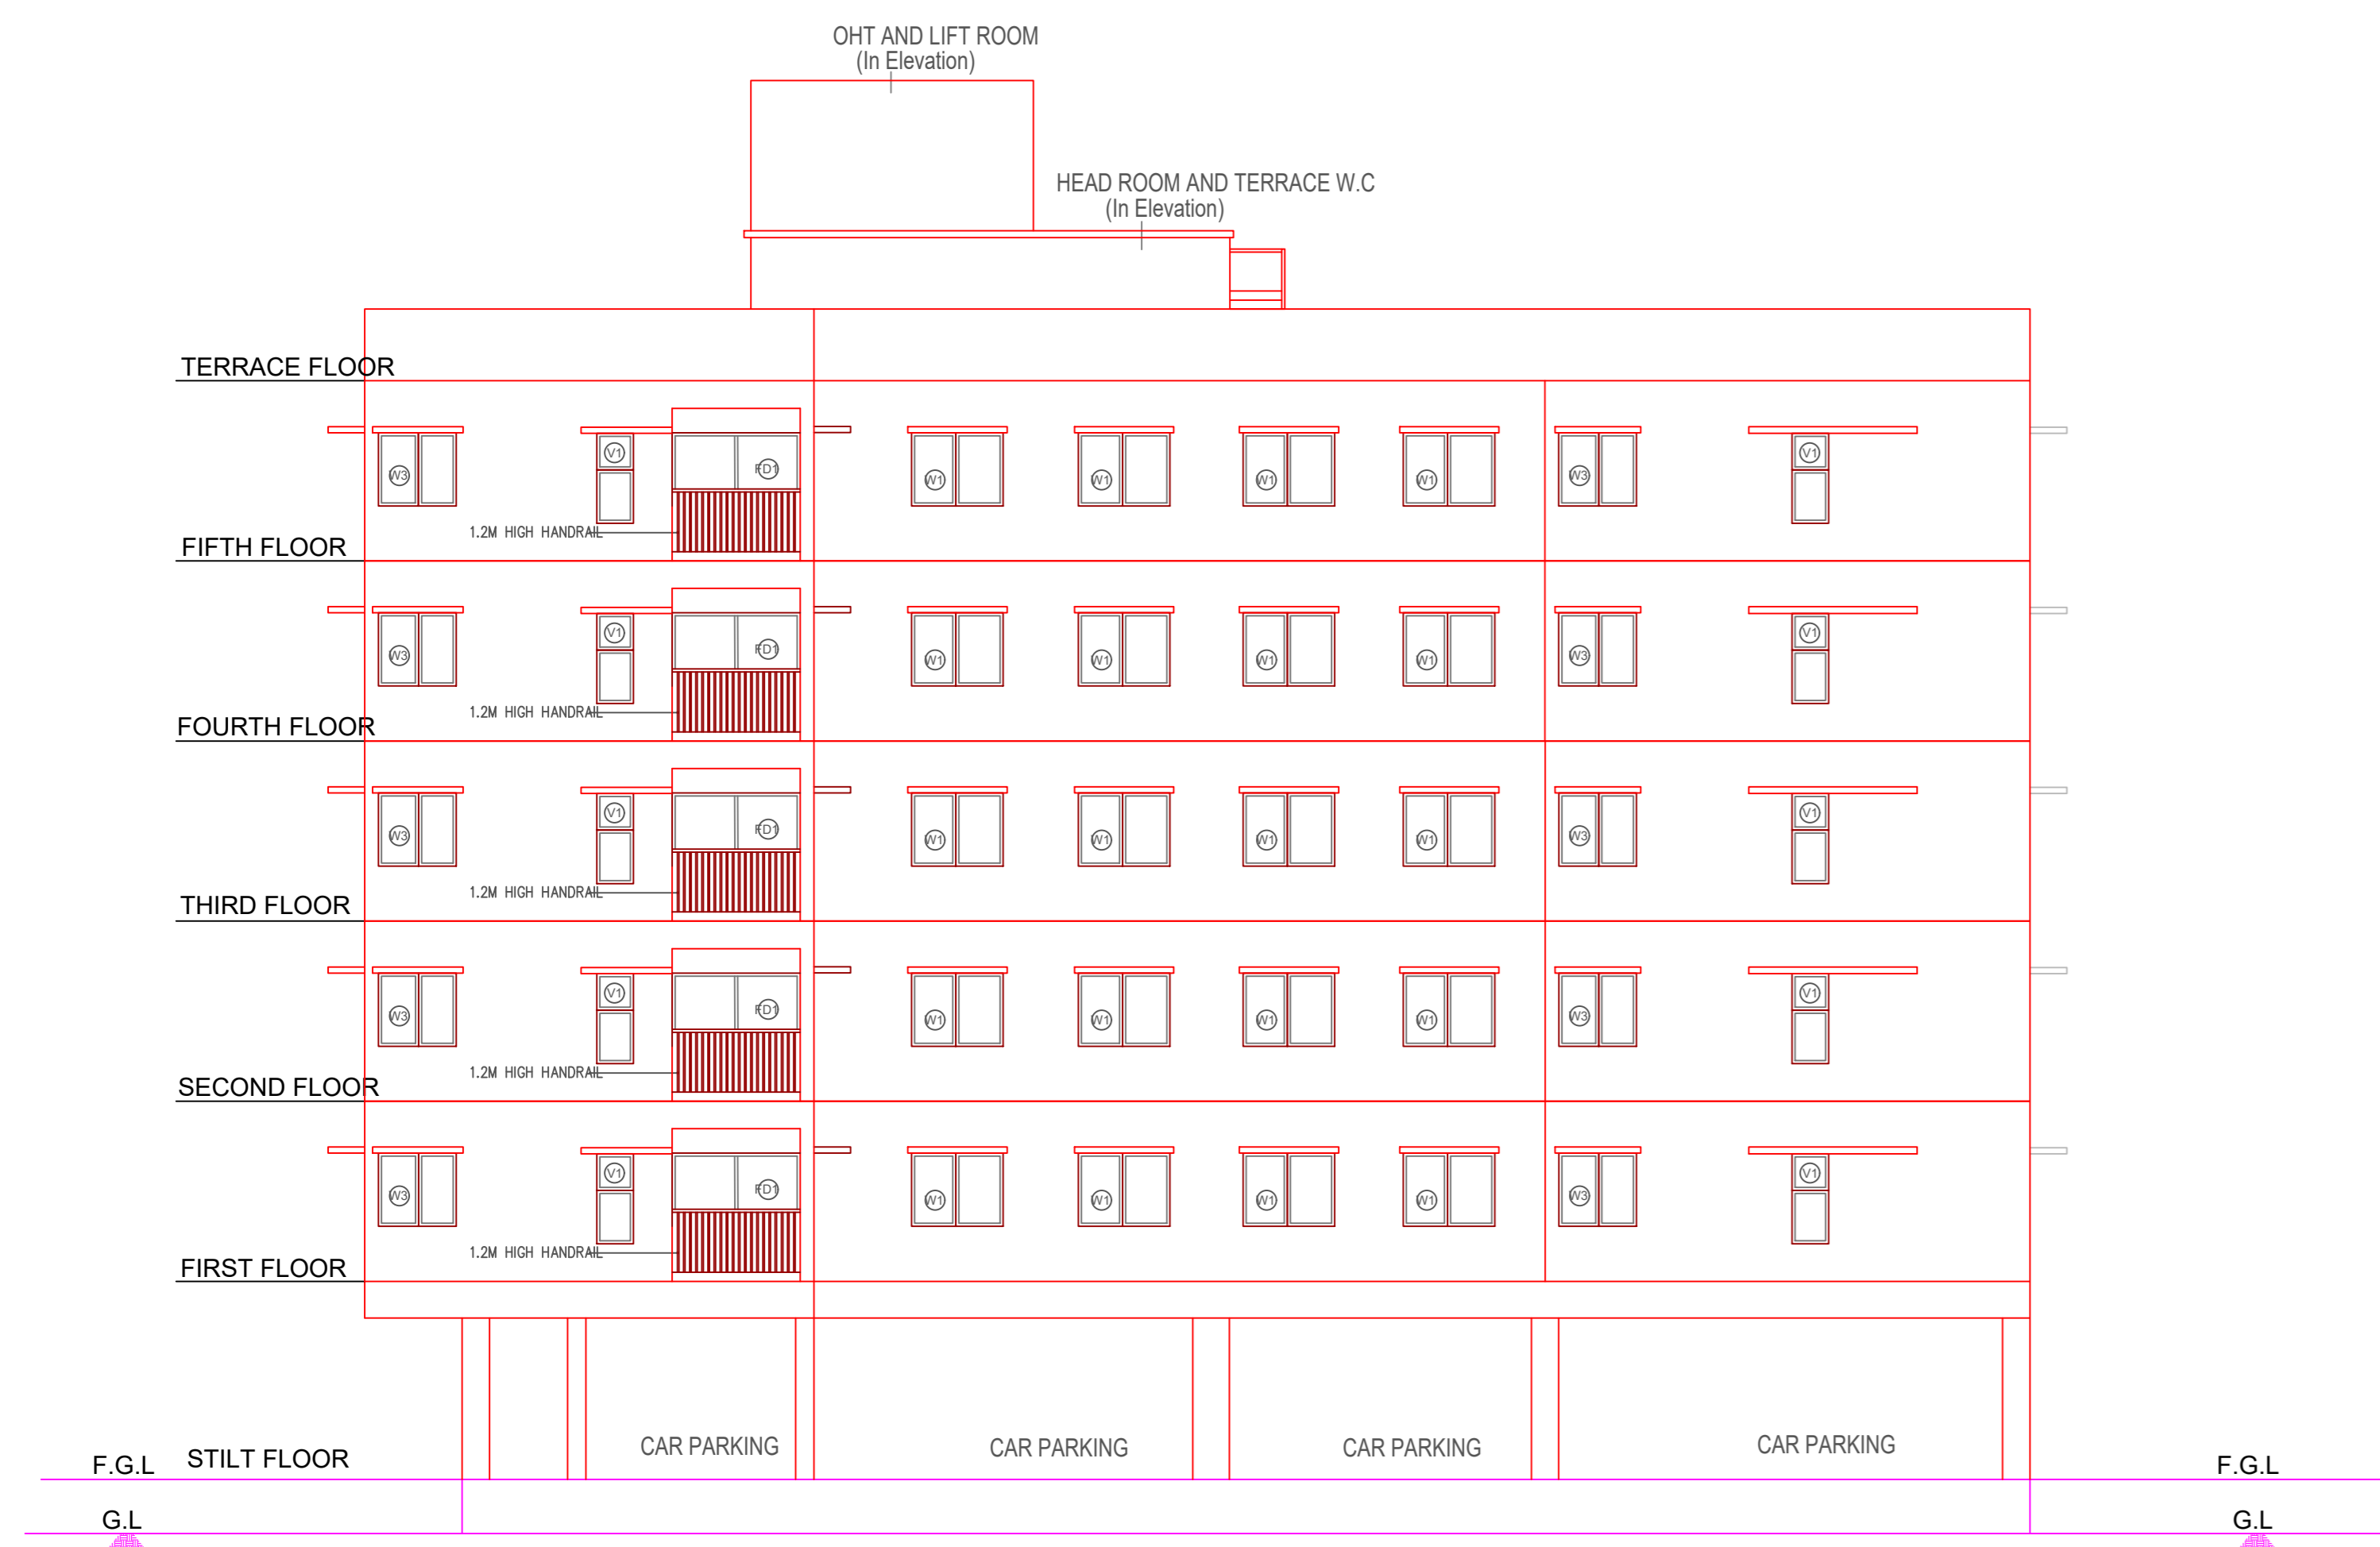 OHT AND LIFT ROOM
(In Elevation)
HEAD ROOM AND TERRACE W.C
(In Elevation)
TERRACE FLOOR
W3 V1 FD1 W1 W1 W1 W1 W3 V1
1.2M HIGH HANDRAIL
FIFTH FLOOR
W3 V1 FD1 W1 W1 W1 W1 W3 V1
1.2M HIGH HANDRAIL
FOURTH FLOOR
W3 V1 FD1 W1 W1 W1 W1 W3 V1
1.2M HIGH HANDRAIL
THIRD FLOOR
W3 V1 FD1 W1 W1 W1 W1 W3 V1
1.2M HIGH HANDRAIL
SECOND FLOOR
W3 V1 FD1 W1 W1 W1 W1 W3 V1
1.2M HIGH HANDRAIL
FIRST FLOOR
CAR PARKING CAR PARKING CAR PARKING CAR PARKING
F.G.L STILT FLOOR F.G.L
G.L G.L